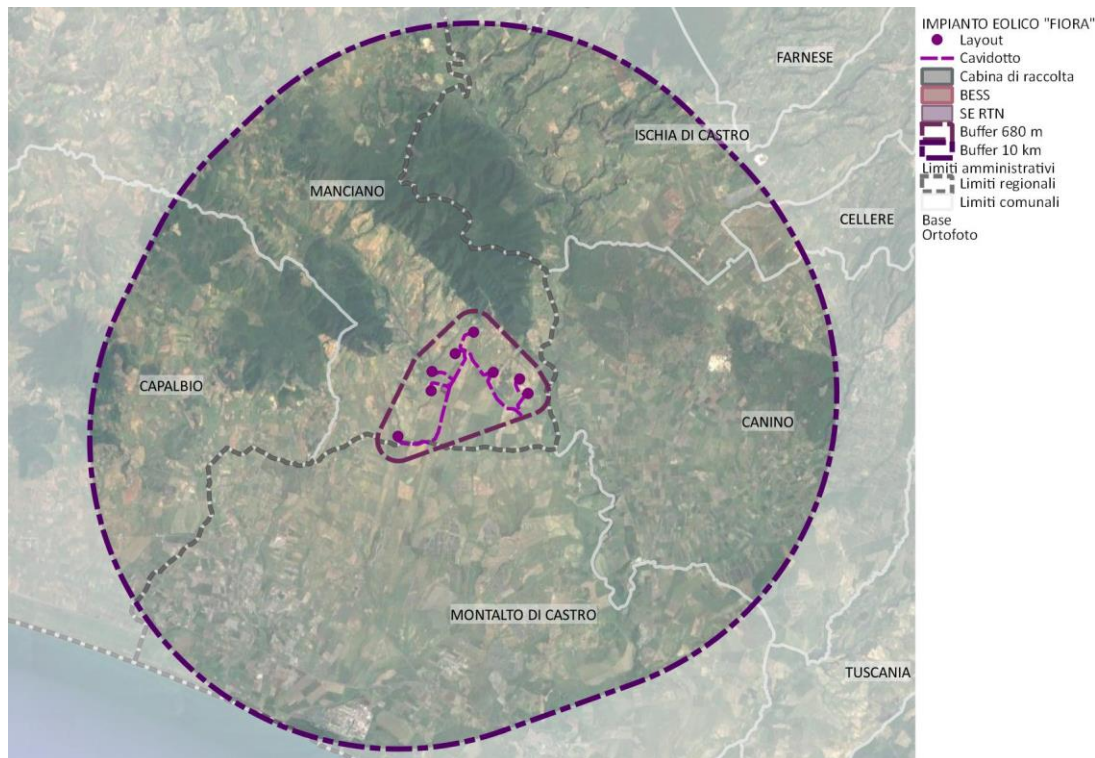 IMPIANTO EOLICO "FIORA"
Layout
Cavidotto
Cabina di raccolta
BESS
SE RTN
Buffer 680 m
Buffer 10 km
Limiti amministrativi
Limiti regionali
Limiti comunali
Base
Ortofoto
FARNESE
ISCHIA DI CASTRO
MANCIANO
CELLERE
CAPALBIO
CANINO
MONTALTO DI CASTRO
TUSCANIA